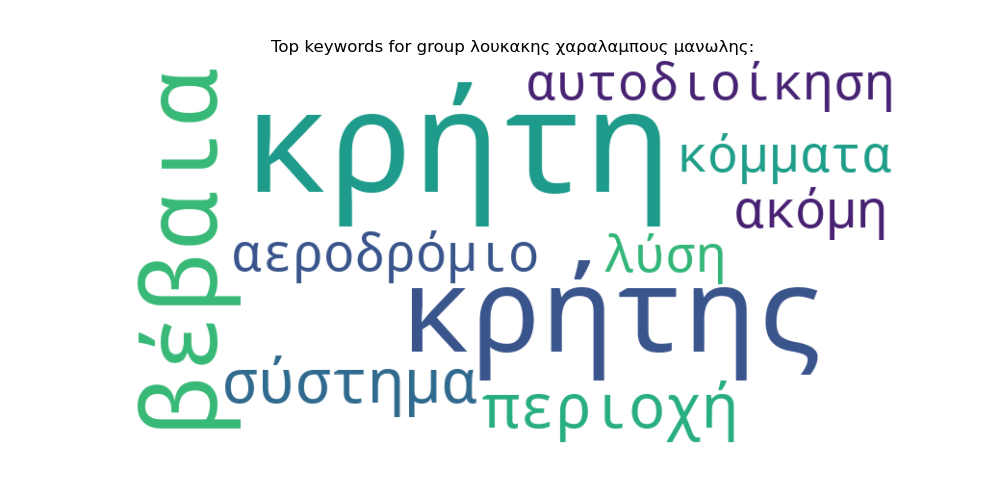 Top keywords for group λουκακης χαραλαμπους μανωλης:
αυτοδιοίκηση
κρήτη
κόμματα
ακόμη
βέβαια
αεροδρόμιο
λύση
κρήτης
σύστημα
περιοχή